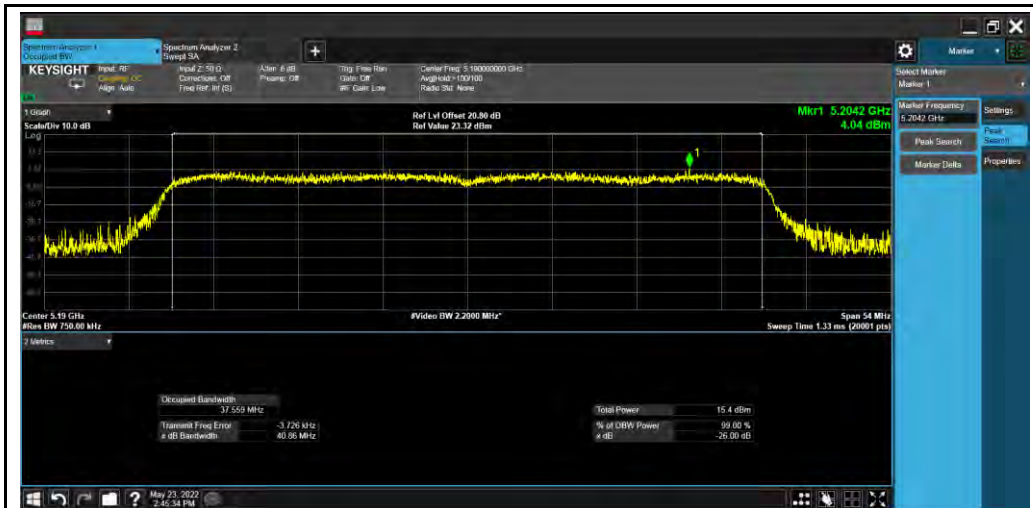 Spectrum Analyzer 1
Occupied BW
Spectrum Analyzer 2
Swept SA
+
Marker
KEYSIGHT
Input: RF
Coupling: DC
Align: Auto
Input Z: 50 Ω
Corrections: Off
Freq Ref: Int (S)
Atten: 6 dB
Preamp: Off
Trig: Free Run
Gate: Off
#IF Gain: Low
Center Freq: 5.190000000 GHz
Avg|Hold:>100/100
Radio Std: None
Select Marker
Marker 1
Marker Frequency
5.2042 GHz
Settings
Peak Search
Peak Search
Marker Delta
Properties
1 Graph
Scale/Div 10.0 dB
Log
Ref Lvl Offset 20.80 dB
Ref Value 23.32 dBm
Mkr1 5.2042 GHz
4.04 dBm
1
Center 5.19 GHz
#Res BW 750.00 kHz
#Video BW 2.2000 MHz*
Span 54 MHz
Sweep Time 1.33 ms (20001 pts)
2 Metrics
Occupied Bandwidth
37.559 MHz
Transmit Freq Error -3.726 kHz
x dB Bandwidth 40.86 MHz
Total Power 15.4 dBm
% of OBW Power 99.00 %
x dB -26.00 dB
?
May 23, 2022
2:45:34 PM